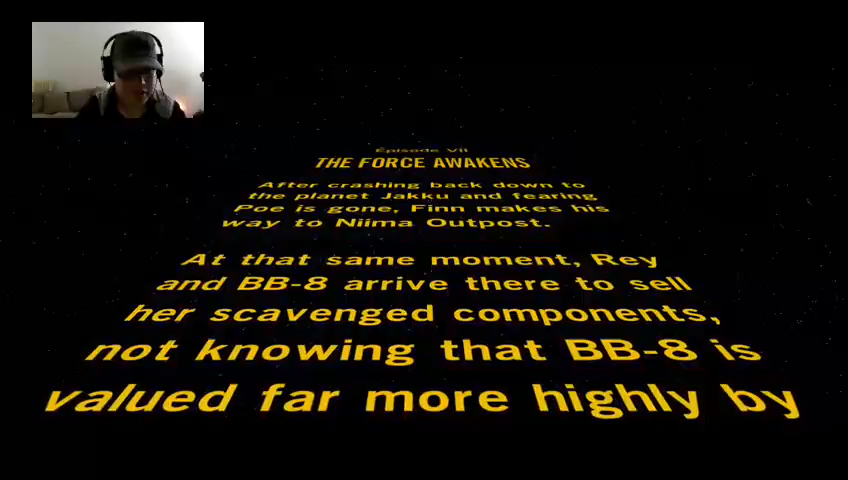 Episode VII
THE FORCE AWAKENS
After crashing back down to
the planet Jakku and fearing
Poe is gone, Finn makes his
way to Niima Outpost.
At that same moment, Rey
and BB-8 arrive there to sell
her scavenged components,
not knowing that BB-8 is
valued far more highly by